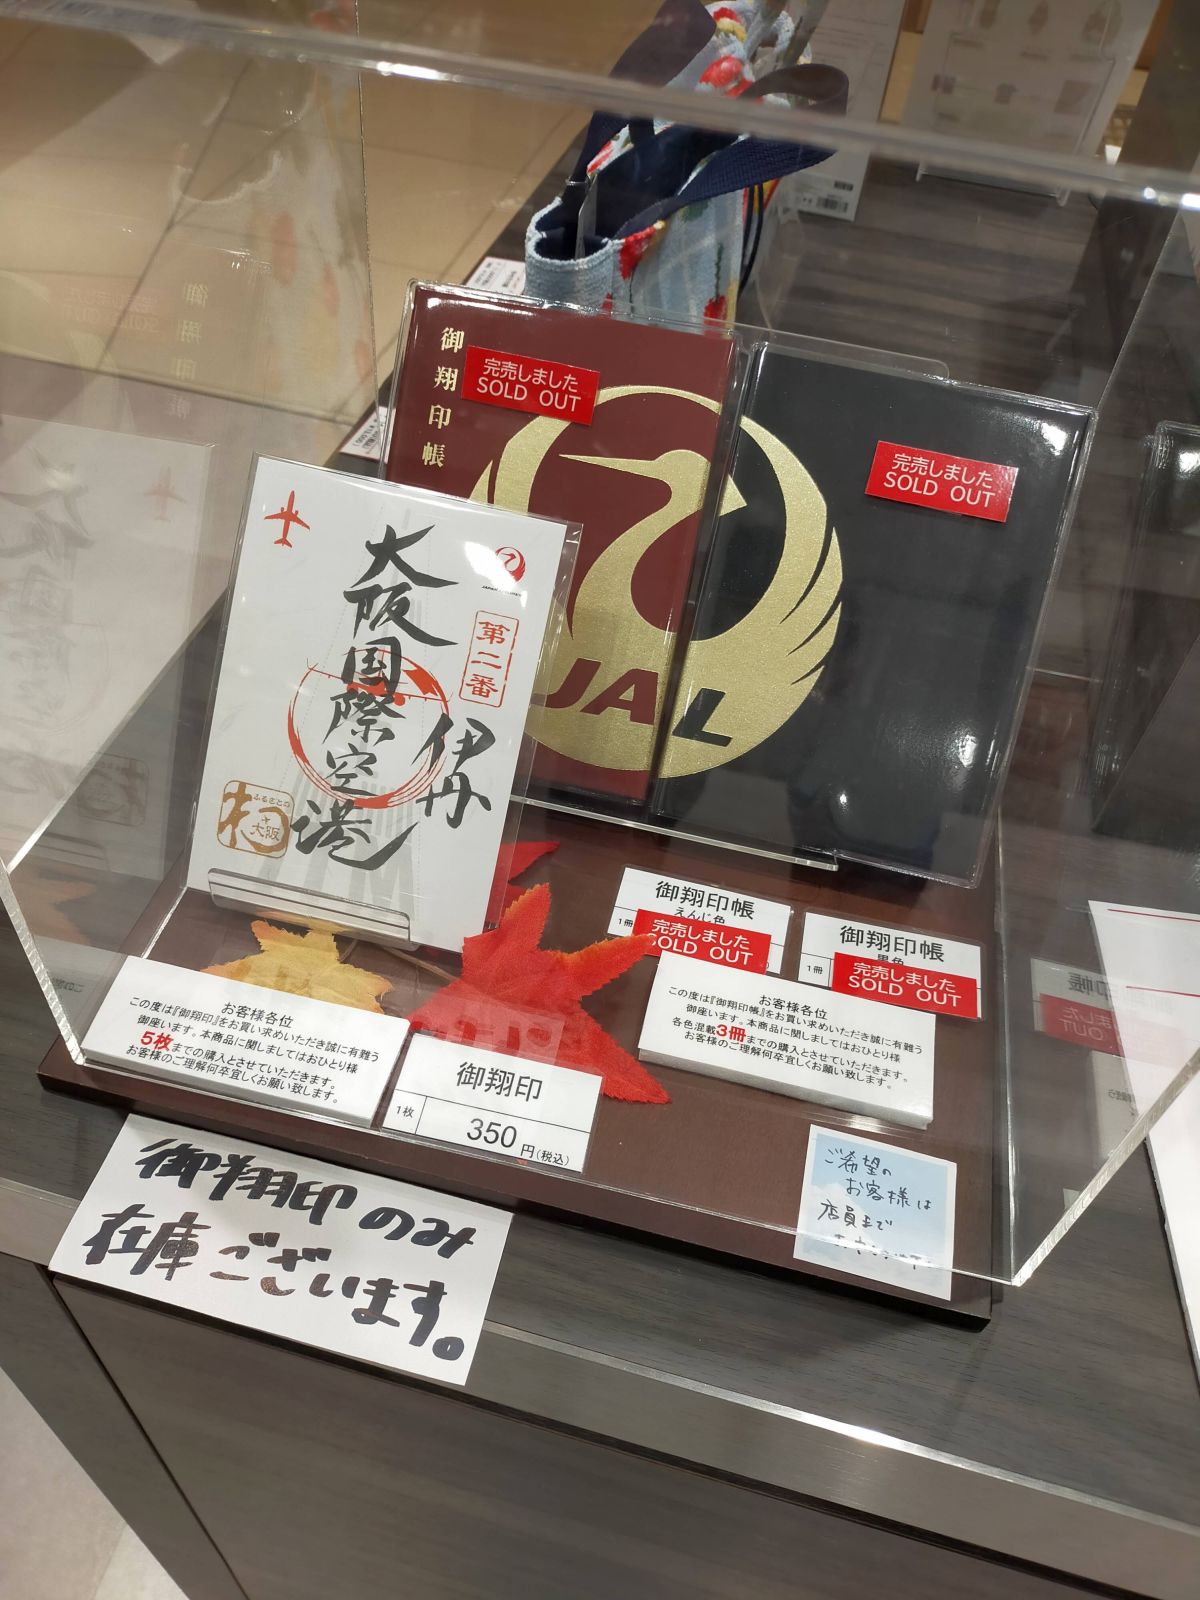 御翔印帳
完売しました
SOLD OUT
完売しました
SOLD OUT
JAL
大阪国際空港
伊丹
第二番
ふるさとの
大阪
御翔印帳
えんじ色
1冊
完売しました
SOLD OUT
御翔印帳
黒色
1冊
完売しました
SOLD OUT
お客様各位
この度は『御翔印』をお買い求めいただき誠に有難う
御座います。本商品に関しましてはおひとり様
5枚までの購入とさせていただきます。
お客様のご理解何卒宜しくお願い致します。
お客様各位
この度は『御翔印帳』をお買い求めいただき誠に有難う
御座います。本商品に関しましてはおひとり様
各色混載3冊までの購入とさせていただきます。
お客様のご理解何卒宜しくお願い致します。
御翔印
1枚
350円(税込)
ご希望の
お客様は
店員まで
御翔印のみ
在庫ございます。